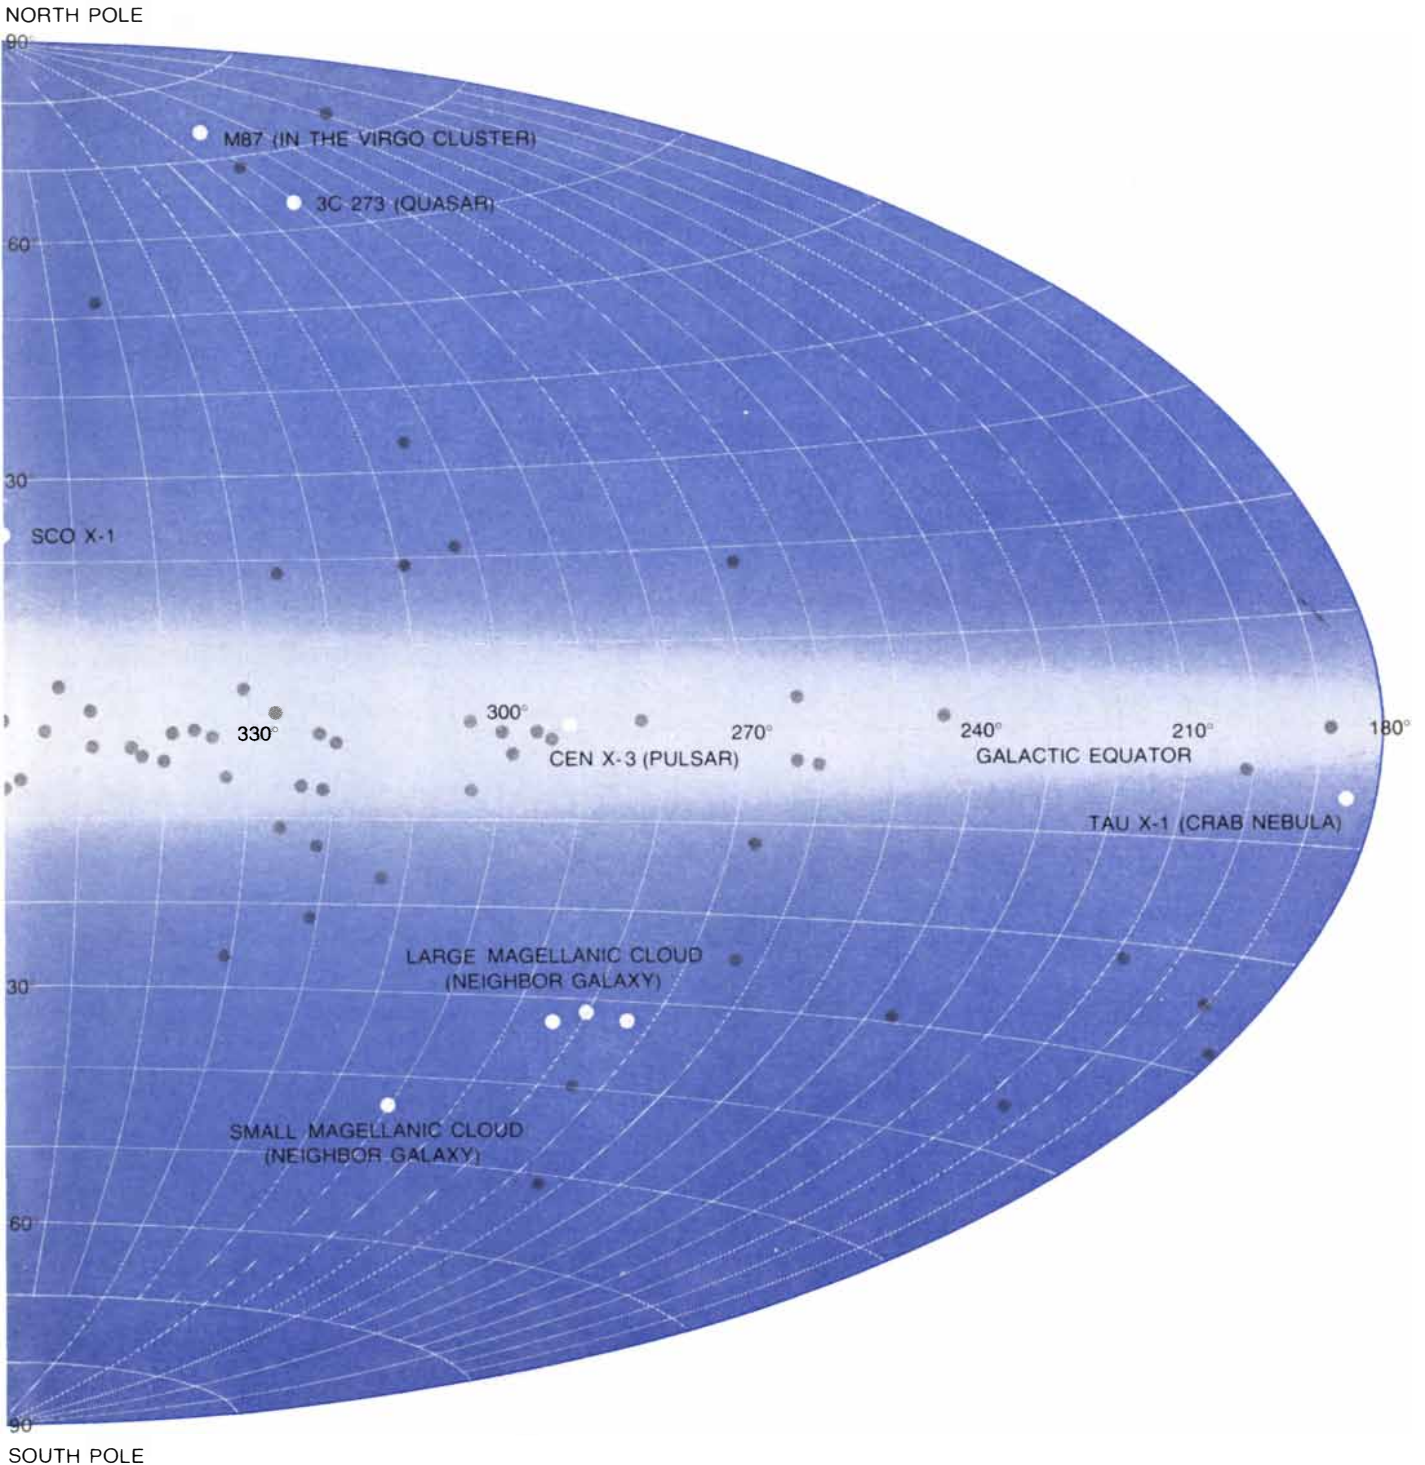 NORTH POLE
90°
M87 (IN THE VIRGO CLUSTER)
3C 273 (QUASAR)
60°
30°
SCO X-1
330°
300°
270°
240°
210°
180°
CEN X-3 (PULSAR)
GALACTIC EQUATOR
TAU X-1 (CRAB NEBULA)
LARGE MAGELLANIC CLOUD
(NEIGHBOR GALAXY)
30°
SMALL MAGELLANIC CLOUD
(NEIGHBOR GALAXY)
60°
90°
SOUTH POLE